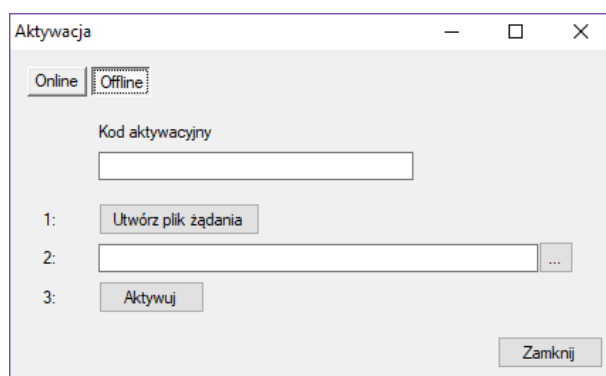 Aktywacja
Online Offline
Kod aktywacyjny
1: Utwórz plik żądania
2: ...
3: Aktywuj
Zamknij